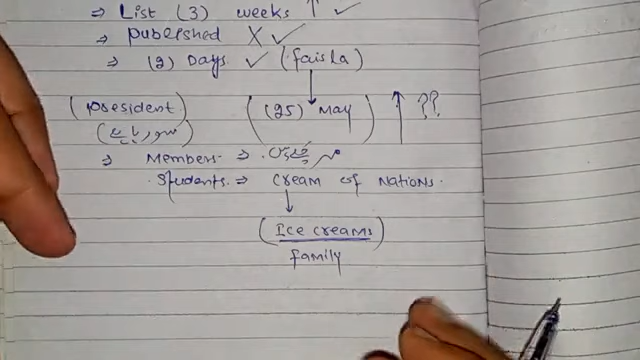 ⇒ List (3) weeks ↑ ✓
⇒ published X ✓
⇒ (2) Days ✓ (faisla)
↓
(president) ((25) May) ↑ ??
⇒ Members ⇒
Students ⇒ cream of Nations.
↓
(Ice creams)
family